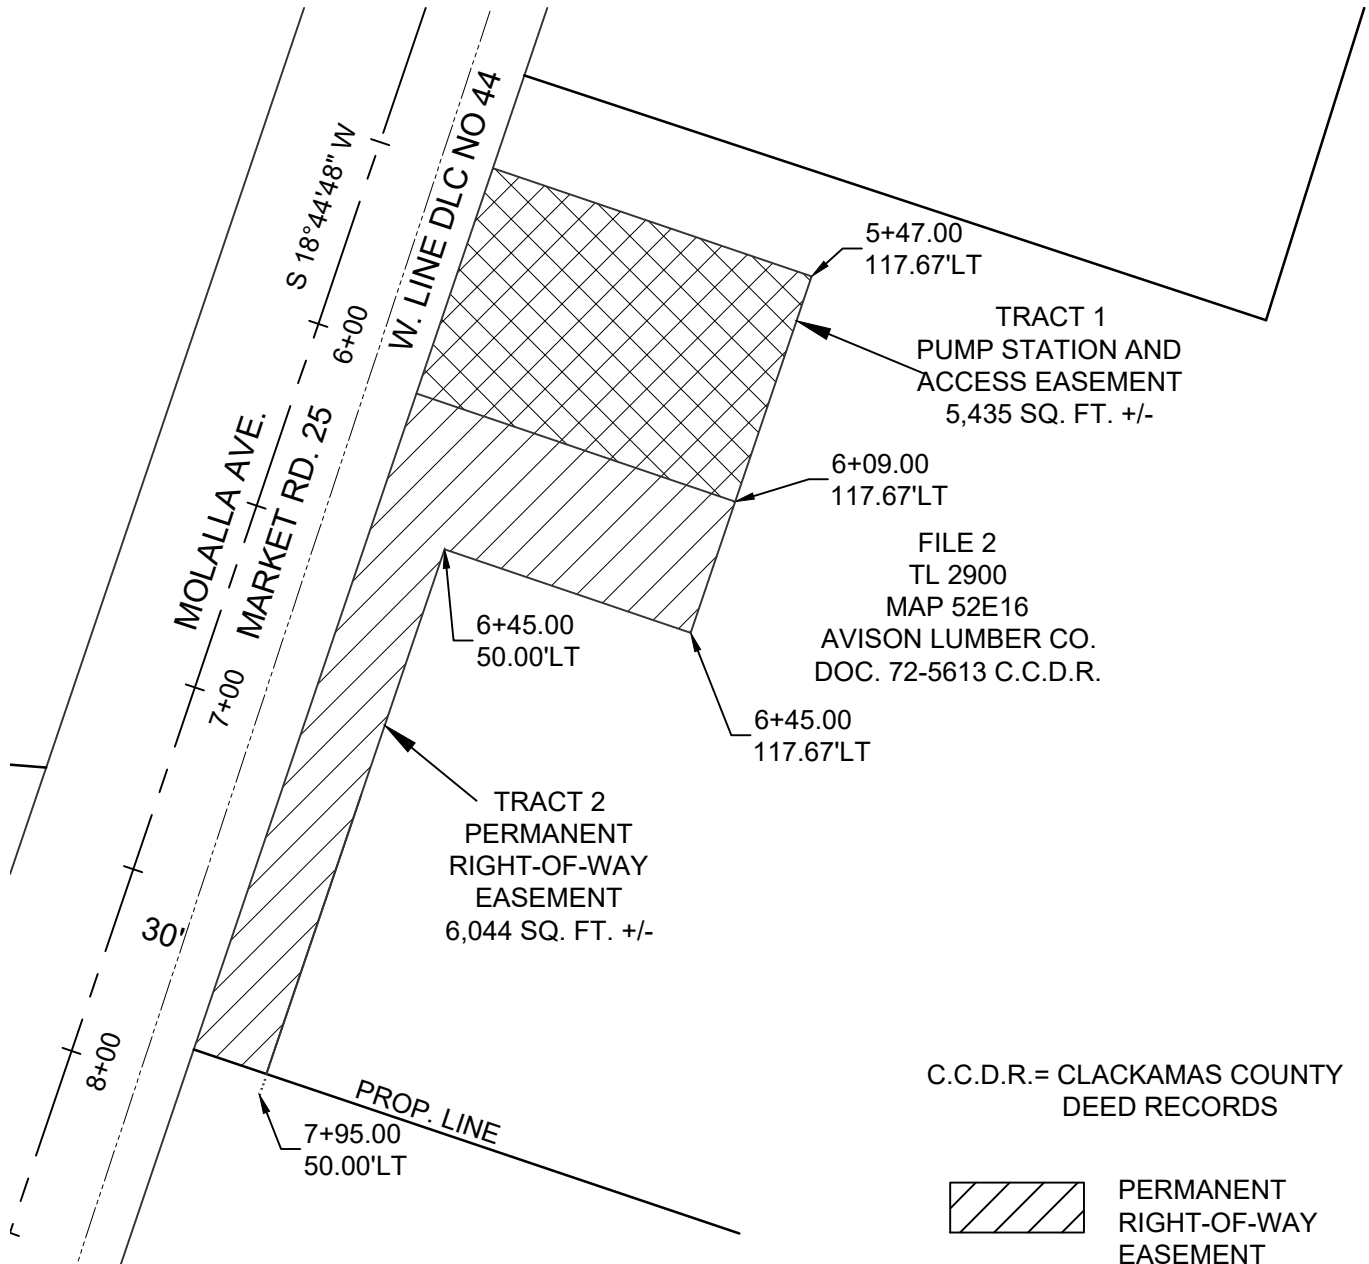 S 18°44'48" W
W. LINE DLC NO 44
6+00
MOLALLA AVE.
MARKET RD. 25
7+00
30'
8+00
5+47.00
117.67'LT
TRACT 1
PUMP STATION AND
ACCESS EASEMENT
5,435 SQ. FT. +/-
6+09.00
117.67'LT
FILE 2
TL 2900
MAP 52E16
AVISON LUMBER CO.
DOC. 72-5613 C.C.D.R.
6+45.00
50.00'LT
6+45.00
117.67'LT
TRACT 2
PERMANENT
RIGHT-OF-WAY
EASEMENT
6,044 SQ. FT. +/-
PROP. LINE
7+95.00
50.00'LT
C.C.D.R.= CLACKAMAS COUNTY
DEED RECORDS
PERMANENT
RIGHT-OF-WAY
EASEMENT